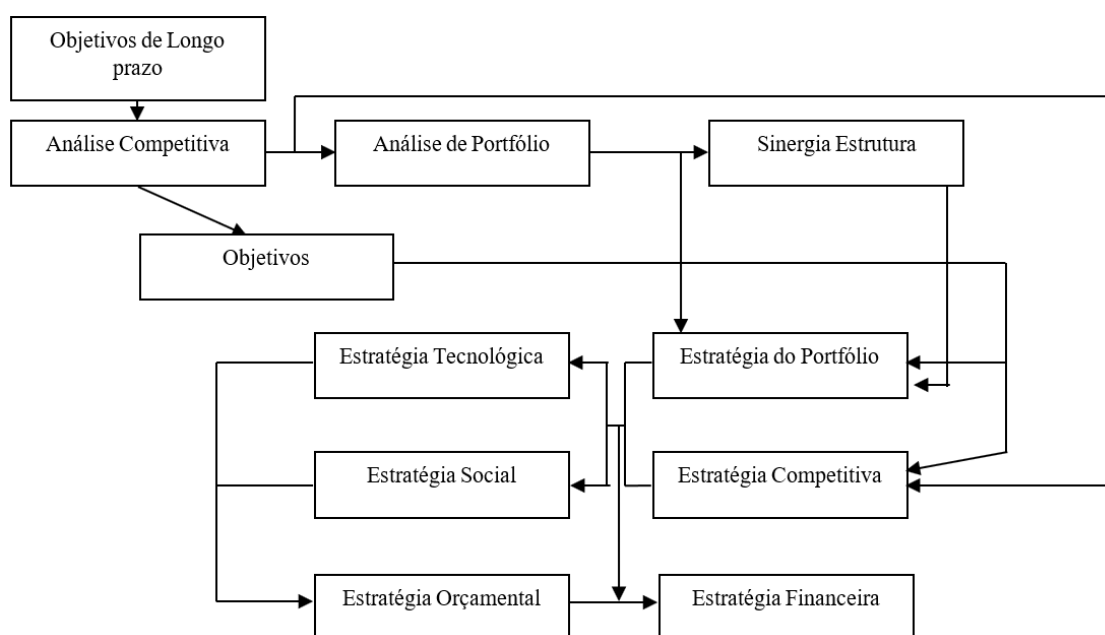 Objetivos de Longo
prazo
Análise Competitiva
Análise de Portfólio
Sinergia Estrutura
Objetivos
Estratégia Tecnológica
Estratégia do Portfólio
Estratégia Social
Estratégia Competitiva
Estratégia Orçamental
Estratégia Financeira